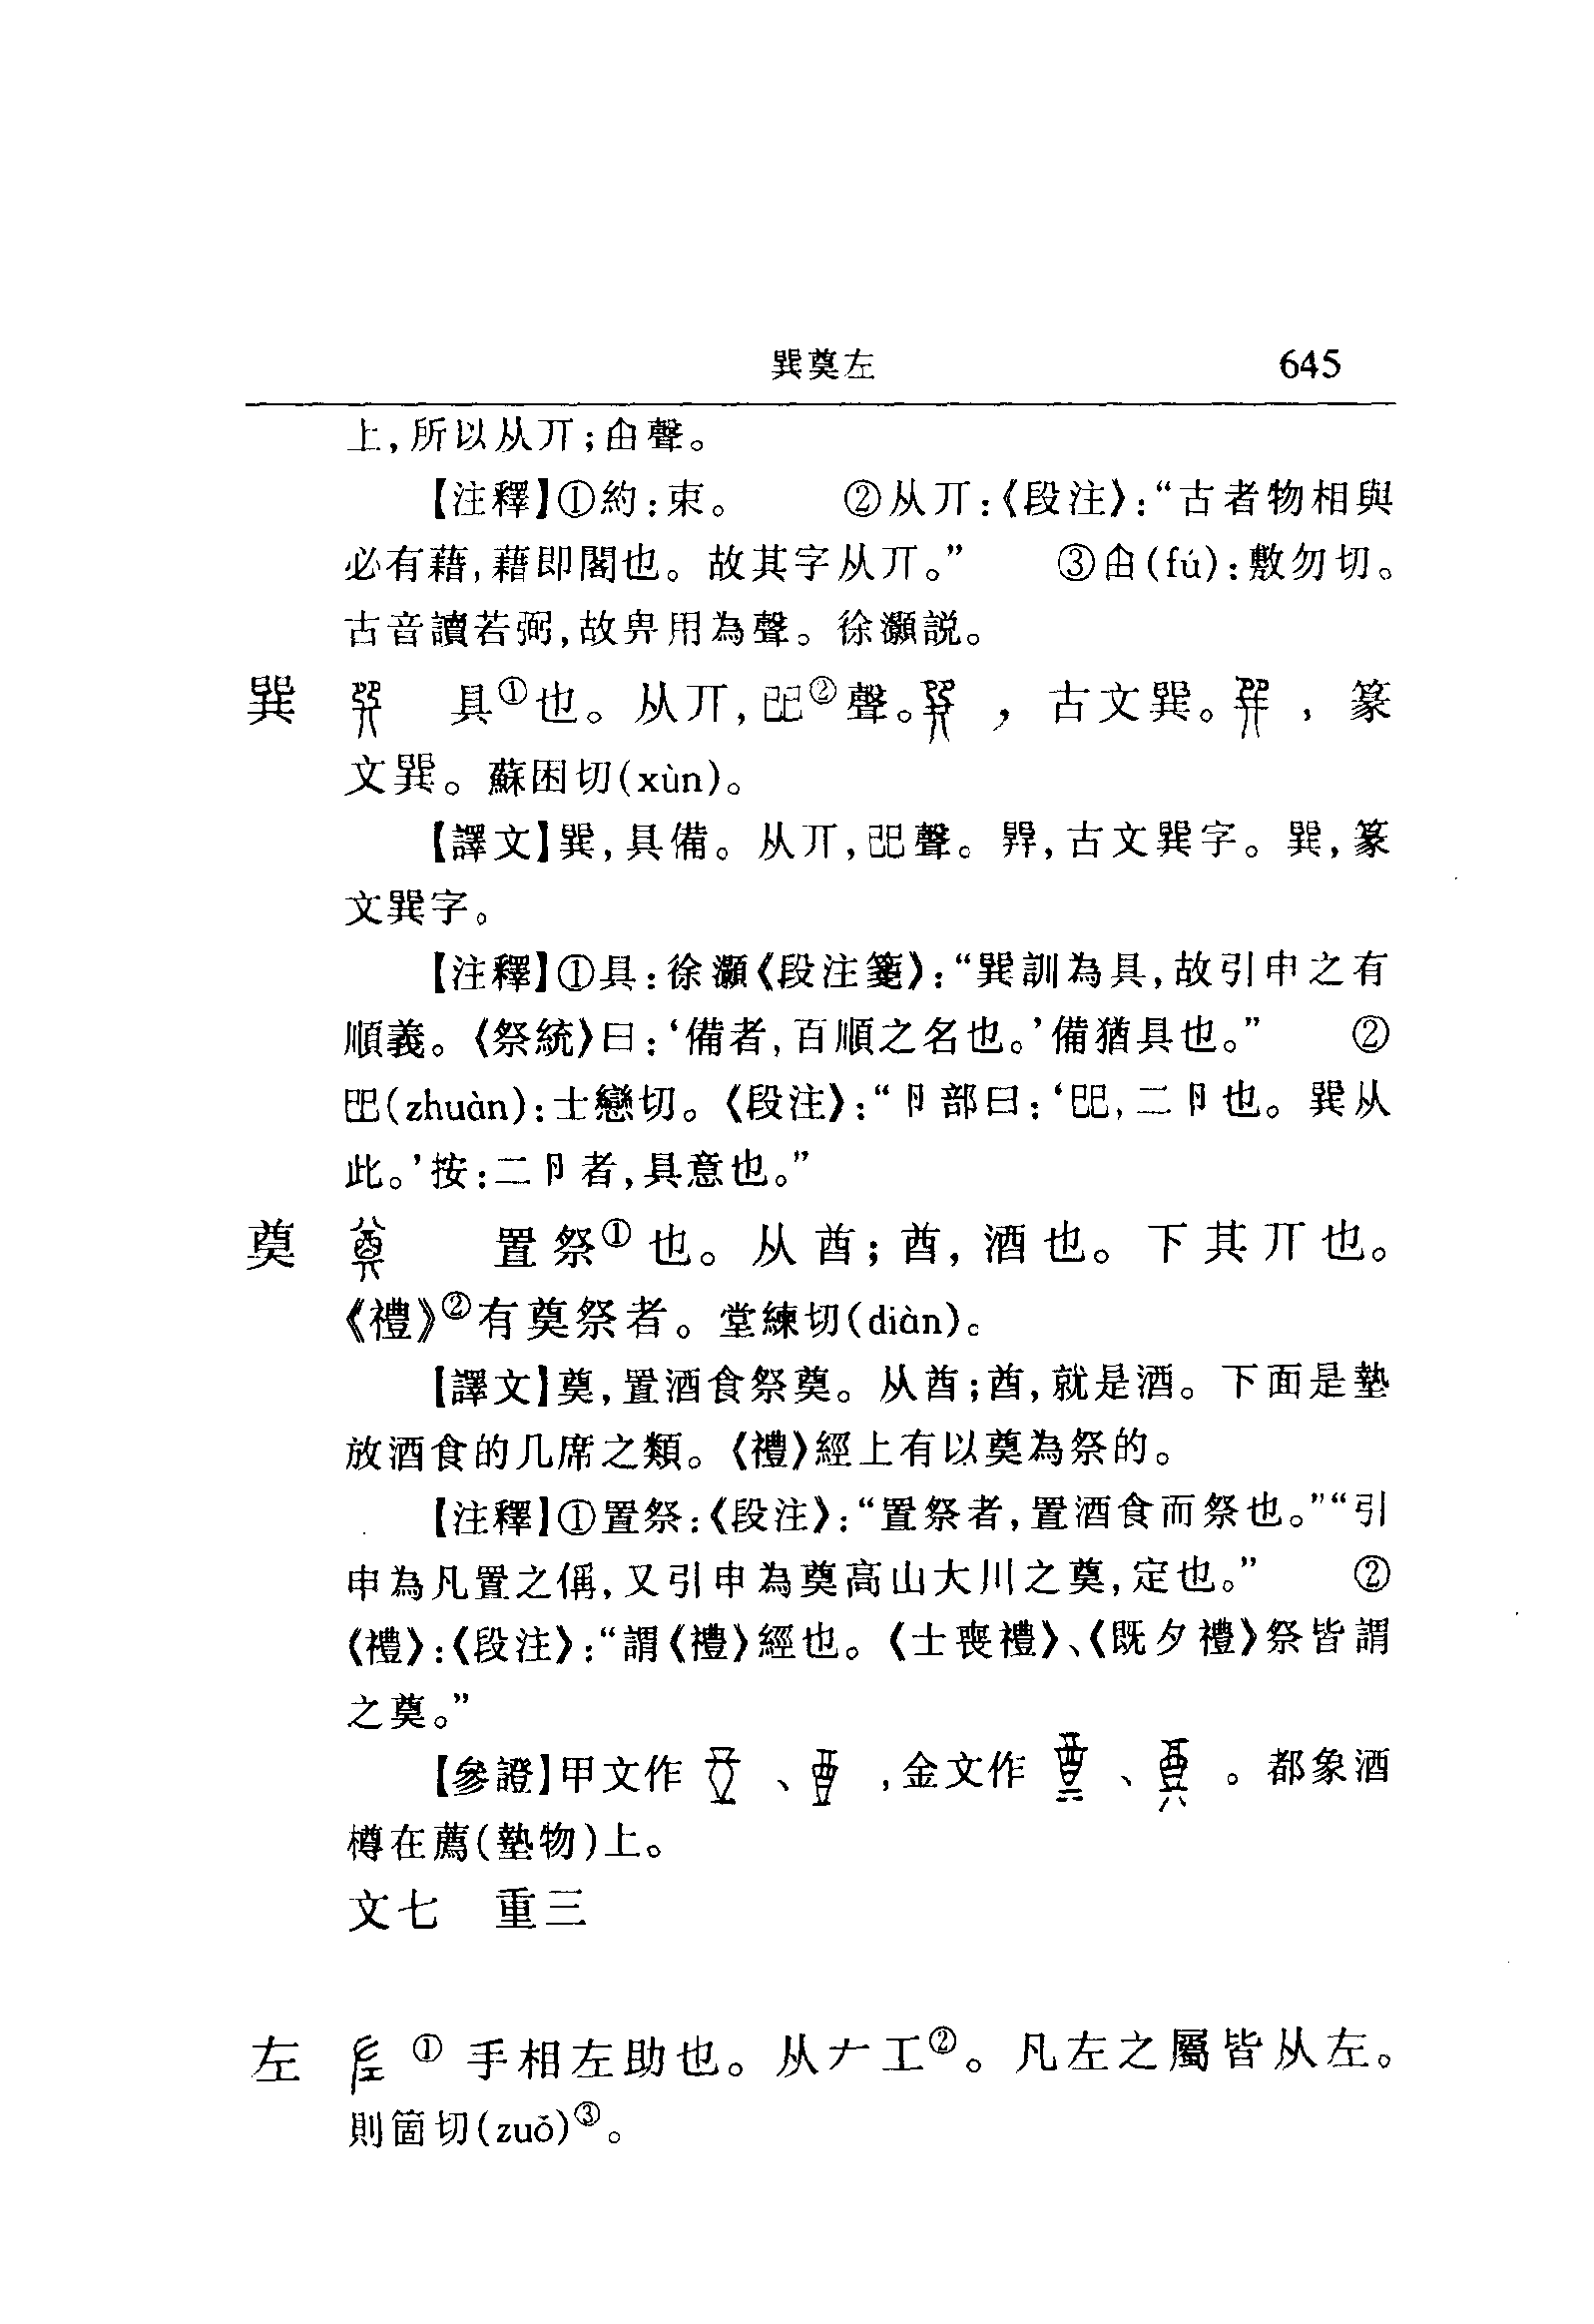 巽奠左 645
上,所以从丌;甶聲。
【注釋】①約:束。 ②从丌:《段注》:“古者物相與
必有藉,藉即閣也。故其字从丌。” ③甶(fú):敷勿切。
古音讀若弼,故畀用為聲。徐灝説。
巽 具①也。从丌,㔾㔾②聲。 ,古文巽。 ,篆
文巽。蘇困切(xùn)。
【譯文】巽,具備。从丌,聲。,古文巽字。巽,篆
文巽字。
【注釋】①具:徐灝《段注箋》:“巽訓為具,故引申之有
順義。《祭統》曰:‘備者,百順之名也。’備猶具也。” ②
(zhuàn):士戀切。《段注》:“卪部曰:‘,二卪也。巽从
此。’按:二卪者,具意也。”
奠 置祭①也。从酋;酋,酒也。下其丌也。
《禮》②有奠祭者。堂練切(diàn)。
【譯文】奠,置酒食祭奠。从酋;酋,就是酒。下面是墊
放酒食的几席之類。《禮》經上有以奠為祭的。
【注釋】①置祭:《段注》:“置祭者,置酒食而祭也。”“引
申為凡置之偁,又引申為奠高山大川之奠,定也。” ②
《禮》:《段注》:“謂《禮》經也。《士喪禮》、《既夕禮》祭皆謂
之奠。”
【參證】甲文作 、 ,金文作 、 。都象酒
樽在薦(墊物)上。
文七 重三
左 ①手相左助也。从𠂇工②。凡左之屬皆从左。
則箇切(zuǒ)③。